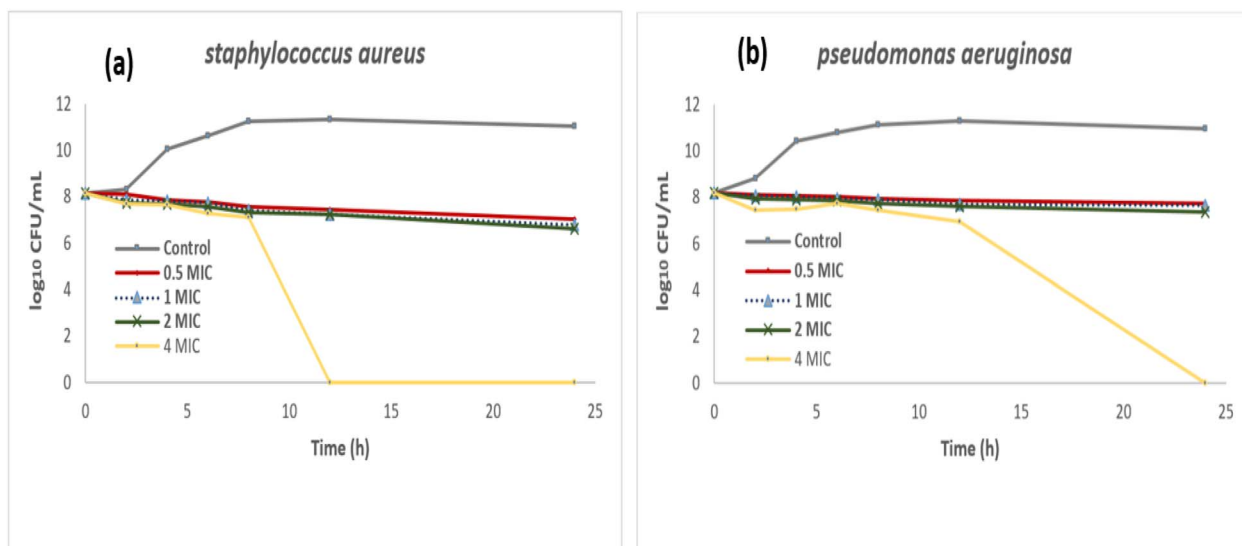 (a)
staphylococcus aureus
12
10
8
6
4
2
0
log₁₀ CFU/mL
Control
0.5 MIC
1 MIC
2 MIC
4 MIC
0 5 10 15 20 25
Time (h)
(b)
pseudomonas aeruginosa
12
10
8
6
4
2
0
log₁₀ CFU/mL
Control
0.5 MIC
1 MIC
2 MIC
4 MIC
0 5 10 15 20 25
Time (h)